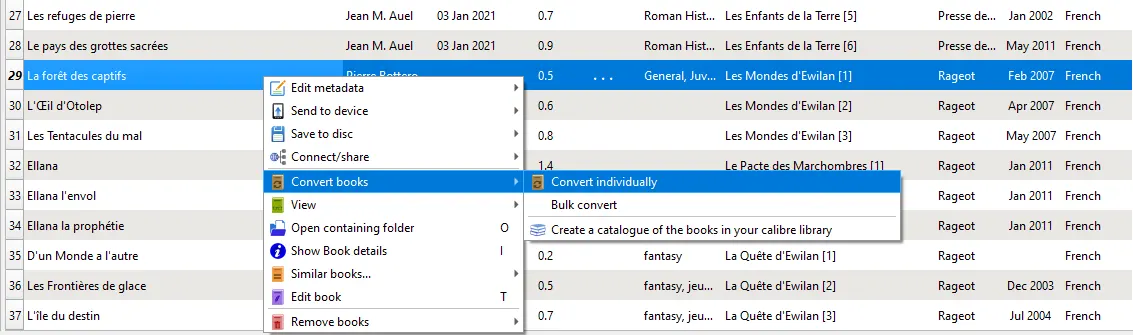 27 Les refuges de pierre Jean M. Auel 03 Jan 2021 0.7 Roman Hist... Les Enfants de la Terre [5] Presse de... Jan 2002 French
28 Le pays des grottes sacrées Jean M. Auel 03 Jan 2021 0.9 Roman Hist... Les Enfants de la Terre [6] Presse de... May 2011 French
29 La forêt des captifs Pierre Bottero 0.5 ... General, Juv... Les Mondes d'Ewilan [1] Rageot Feb 2007 French
Edit metadata
30 L'Œil d'Otolep Send to device 0.6 Les Mondes d'Ewilan [2] Rageot Apr 2007 French
31 Les Tentacules du mal Save to disc 0.8 Les Mondes d'Ewilan [3] Rageot May 2007 French
32 Ellana Connect/share 1.4 Le Pacte des Marchombres [1] Rageot Jan 2011 French
Convert books Convert individually
33 Ellana l'envol View Bulk convert Jan 2011 French
34 Ellana la prophétie Open containing folder O Create a catalogue of the books in your calibre library Jan 2011 French
35 D'un Monde a l'autre Show Book details I 0.2 fantasy La Quête d'Ewilan [1] Rageot French
Similar books...
36 Les Frontières de glace Edit book T 0.5 fantasy, jeu... La Quête d'Ewilan [2] Rageot Dec 2003 French
37 L'île du destin Remove books 0.7 fantasy, jeu... La Quête d'Ewilan [3] Rageot Jul 2004 French